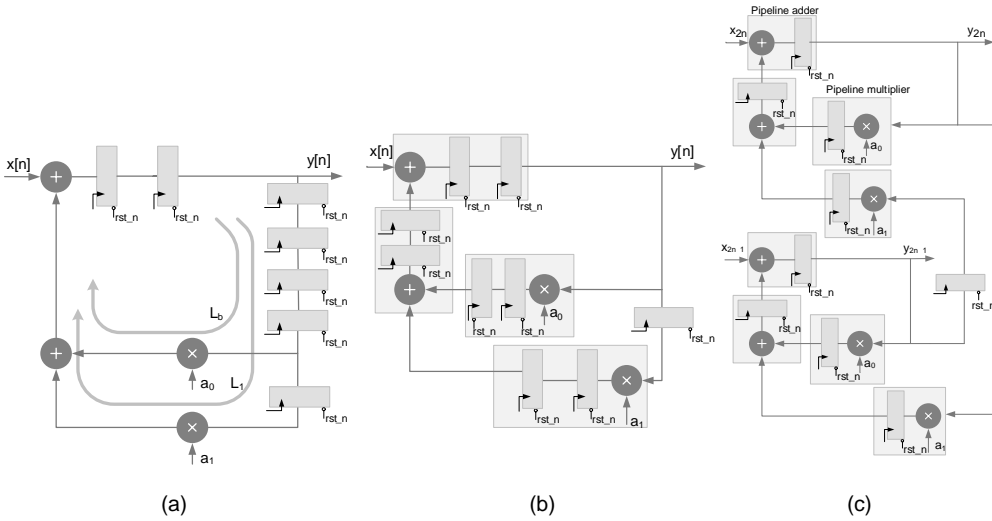 x[n]
y[n]
rst_n
rst_n
rst_n
rst_n
rst_n
rst_n
L_b
a_0
L_1
rst_n
a_1
(a)
x[n]
y[n]
rst_n
rst_n
rst_n
rst_n
rst_n
rst_n
a_0
rst_n
rst_n
rst_n
a_1
(b)
Pipeline adder
x_2n
y_2n
rst_n
Pipeline multiplier
rst_n
a_0
rst_n
rst_n
a_1
x_2n 1
y_2n 1
rst_n
rst_n
rst_n
a_0
rst_n
rst_n
a_1
(c)